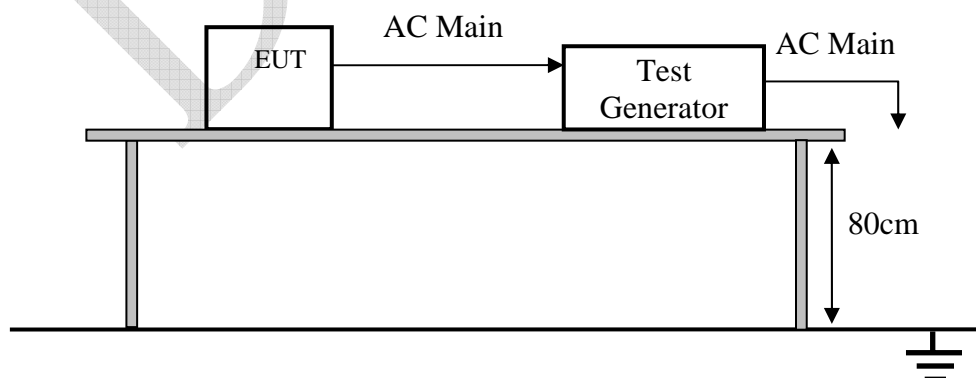 AC Main
EUT
Test
Generator
AC Main
80cm